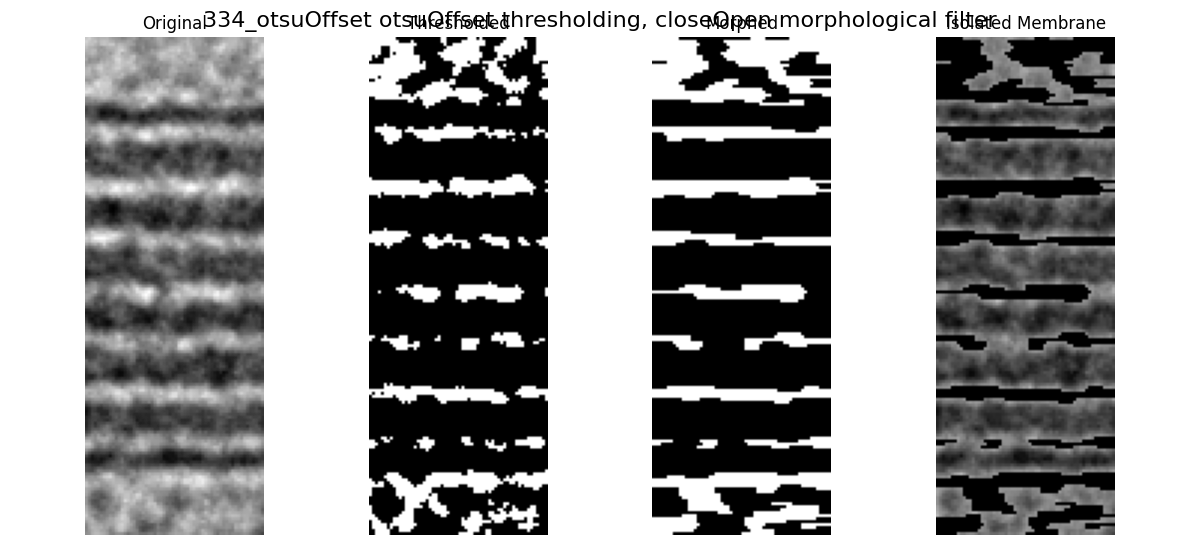 334_otsuOffset otsuOffset thresholding, closeOpen morphological filter
Original
Thresholded
Morphed
Isolated Membrane